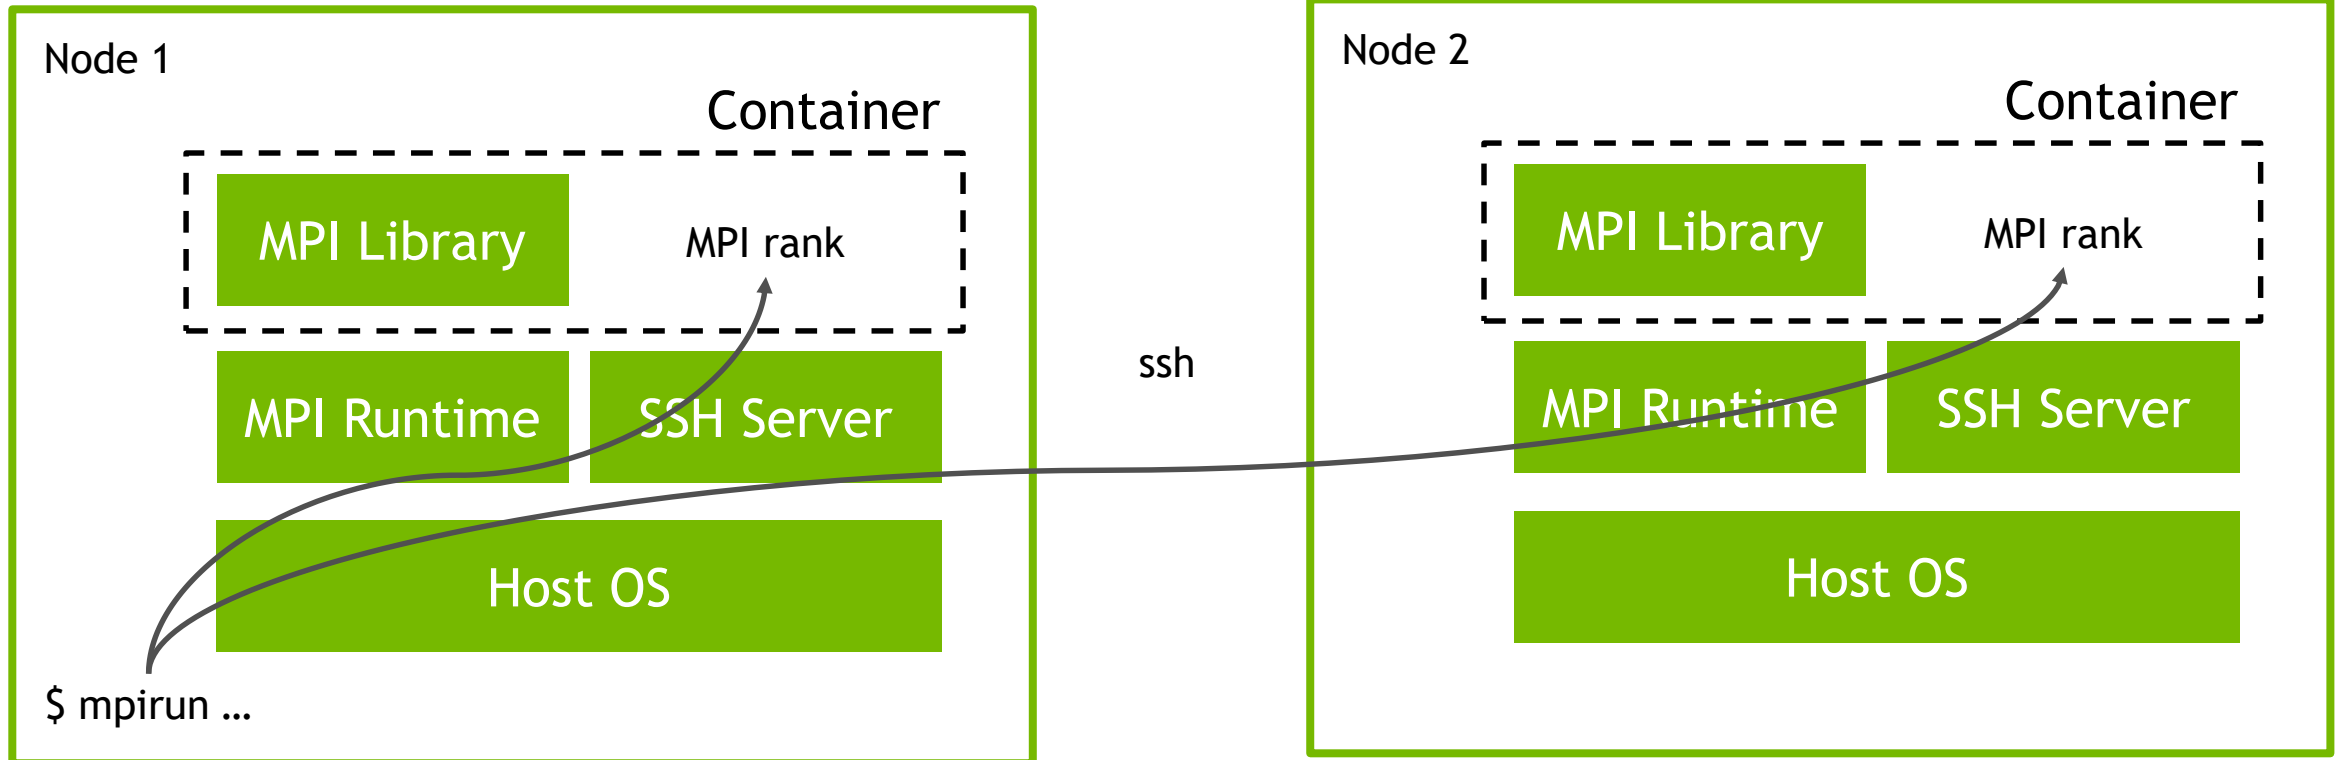 Node 1
Container
MPI Library
MPI rank
MPI Runtime
SSH Server
Host OS
$ mpirun …
ssh
Node 2
Container
MPI Library
MPI rank
MPI Runtime
SSH Server
Host OS